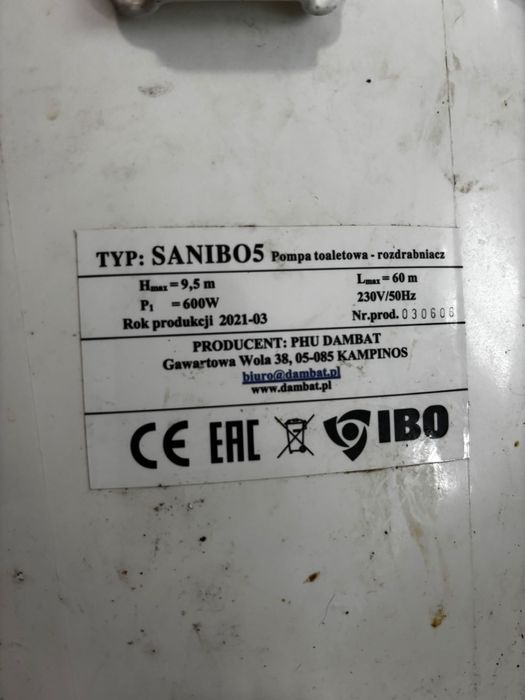 TYP: SANIBO5 Pompa toaletowa - rozdrabniacz
Hmax = 9,5 m Lmax = 60 m
P1 = 600W 230V/50Hz
Rok produkcji 2021-03 Nr.prod. 030606
PRODUCENT: PHU DAMBAT
Gawartowa Wola 38, 05-085 KAMPINOS
biuro@dambat.pl
www.dambat.pl
CE EAC IBO